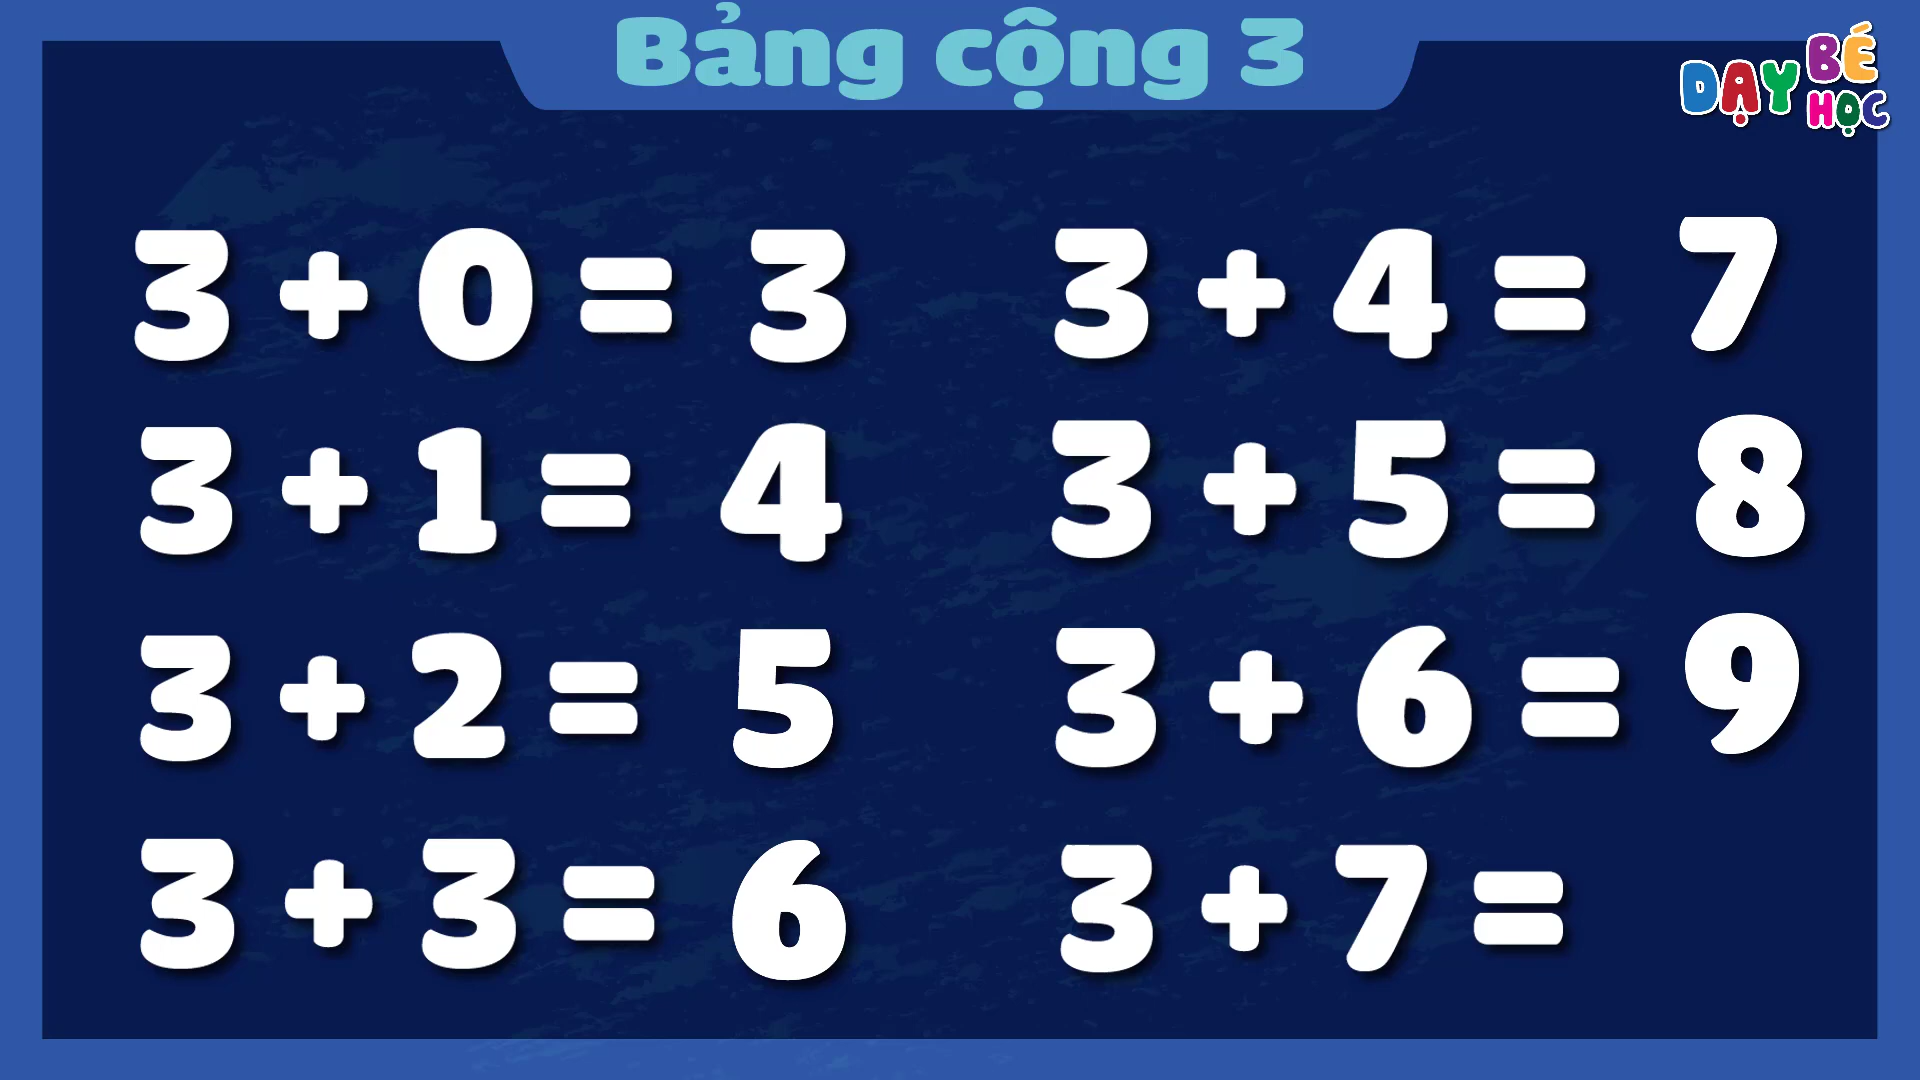 Bảng cộng 3
DẠY BÉ HỌC
3 + 0 = 3
3 + 1 = 4
3 + 2 = 5
3 + 3 = 6
3 + 4 = 7
3 + 5 = 8
3 + 6 = 9
3 + 7 =